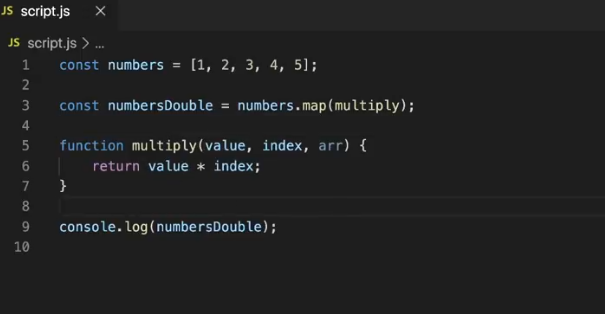 JS script.js ×
JS script.js > ...
1 const numbers = [1, 2, 3, 4, 5];
2
3 const numbersDouble = numbers.map(multiply);
4
5 function multiply(value, index, arr) {
6     return value * index;
7 }
8
9 console.log(numbersDouble);
10